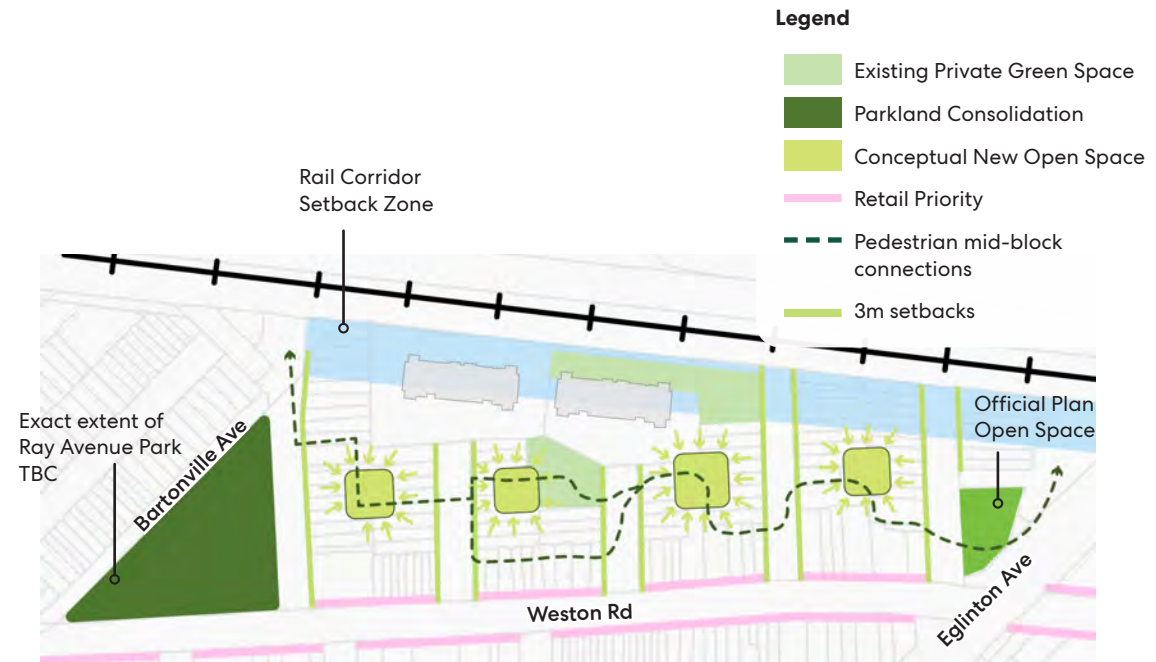 Legend
Existing Private Green Space
Parkland Consolidation
Conceptual New Open Space
Retail Priority
Pedestrian mid-block
connections
3m setbacks
Rail Corridor
Setback Zone
Exact extent of
Ray Avenue Park
TBC
Bartonville Ave
Official Plan
Open Space
Weston Rd
Eglinton Ave